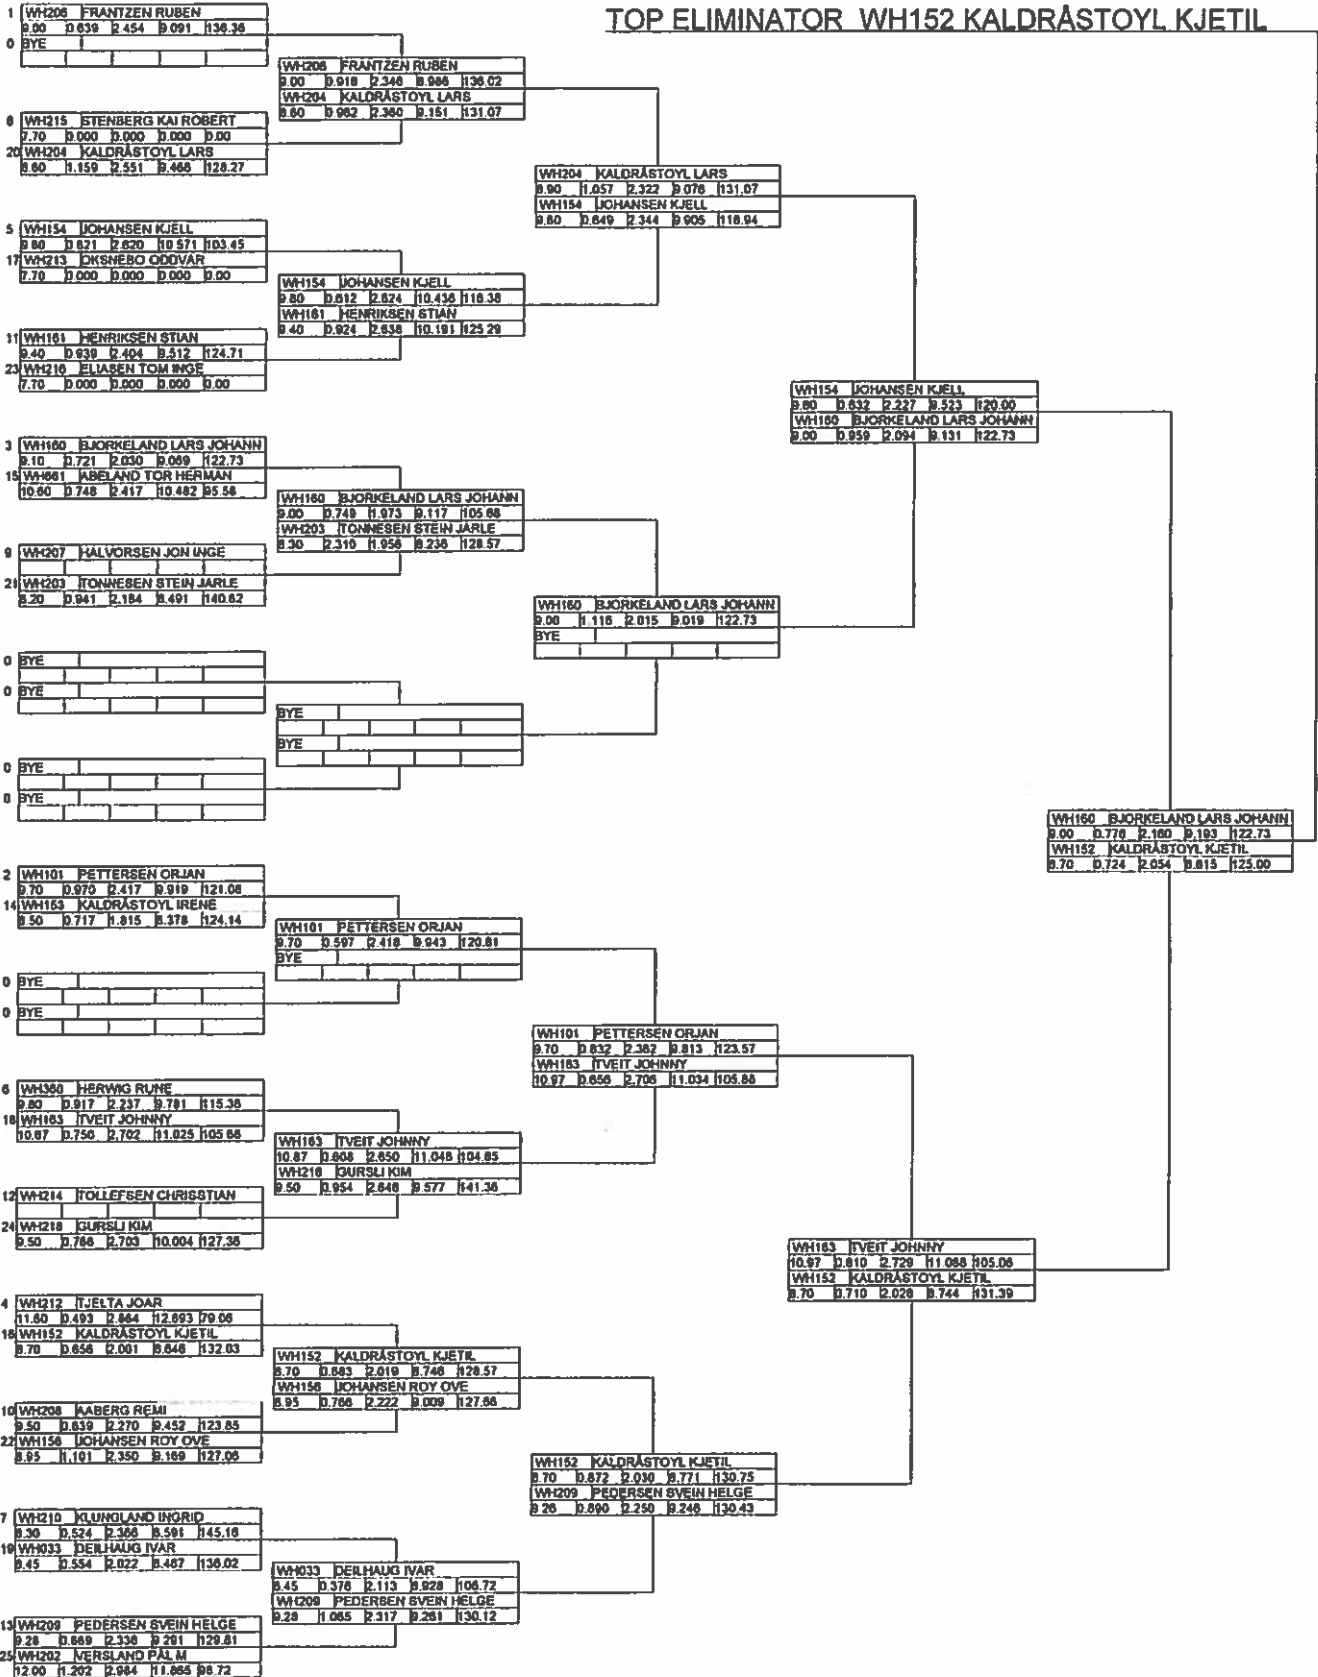 TOP ELIMINATOR WH152 KALDRÅSTOYL KJETIL
1 WH206 FRANTZEN RUBEN
9.00 0.639 2.454 9.091 136.36
0 BYE
WH206 FRANTZEN RUBEN
9.00 0.918 2.346 8.986 136.02
WH204 KALDRÅSTOYL LARS
8.60 0.962 2.360 9.151 131.07
8 WH215 STENBERG KAI ROBERT
7.70 0.000 0.000 0.000 0.00
20 WH204 KALDRÅSTOYL LARS
8.60 1.159 2.551 9.466 128.27
WH204 KALDRÅSTOYL LARS
8.90 1.057 2.322 9.076 131.07
WH154 JOHANSEN KJELL
9.80 0.649 2.344 9.905 118.94
5 WH154 JOHANSEN KJELL
9.80 0.821 2.620 10.571 103.45
17 WH213 OKSNEBO ODDVAR
7.70 0.000 0.000 0.000 0.00
WH154 JOHANSEN KJELL
9.80 0.612 2.624 10.436 118.38
WH161 HENRIKSEN STIAN
9.40 0.924 2.638 10.191 125.29
11 WH161 HENRIKSEN STIAN
9.40 0.939 2.404 9.512 124.71
23 WH216 ELIASEN TOM INGE
7.70 0.000 0.000 0.000 0.00
WH154 JOHANSEN KJELL
9.80 0.632 2.227 9.523 120.00
WH160 BJORKELAND LARS JOHANN
9.00 0.959 2.094 9.131 122.73
3 WH160 BJORKELAND LARS JOHANN
9.10 0.721 2.030 9.069 122.73
15 WH661 ABELAND TOR HERMAN
10.60 0.748 2.417 10.482 95.58
WH160 BJORKELAND LARS JOHANN
9.00 0.749 1.973 9.117 105.68
WH203 TONNESEN STEIN JARLE
8.30 2.316 1.956 8.236 128.57
9 WH207 HALVORSEN JON INGE
21 WH203 TONNESEN STEIN JARLE
8.20 0.941 2.184 8.491 140.62
WH160 BJORKELAND LARS JOHANN
9.00 1.116 2.015 9.019 122.73
BYE
0 BYE
0 BYE
BYE
BYE
0 BYE
0 BYE
WH160 BJORKELAND LARS JOHANN
9.00 0.776 2.160 9.193 122.73
WH152 KALDRÅSTOYL KJETIL
8.70 0.724 2.054 8.815 125.00
2 WH101 PETTERSEN ORJAN
9.70 0.970 2.417 9.919 121.08
14 WH153 KALDRÅSTOYL IRENE
8.50 0.717 1.815 8.378 124.14
WH101 PETTERSEN ORJAN
9.70 0.597 2.418 9.943 120.81
BYE
0 BYE
0 BYE
WH101 PETTERSEN ORJAN
9.70 0.832 2.382 9.813 123.57
WH163 TVEIT JOHNNY
10.97 0.656 2.706 11.034 105.88
6 WH360 HERWIG RUNE
9.80 0.917 2.237 9.781 115.38
18 WH163 TVEIT JOHNNY
10.87 0.750 2.702 11.025 105.66
WH163 TVEIT JOHNNY
10.87 0.608 2.650 11.046 104.85
WH218 GURSLI KIM
9.50 0.954 2.646 9.577 141.36
12 WH214 TOLLEFSEN CHRISSTIAN
24 WH218 GURSLI KIM
9.50 0.766 2.703 10.004 127.36
WH163 TVEIT JOHNNY
10.97 0.810 2.729 11.088 105.06
WH152 KALDRÅSTOYL KJETIL
8.70 0.710 2.026 8.744 131.39
4 WH212 TJELTA JOAR
11.60 0.493 2.864 12.693 79.06
16 WH152 KALDRÅSTOYL KJETIL
8.70 0.656 2.001 8.646 132.03
WH152 KALDRÅSTOYL KJETIL
8.70 0.683 2.019 8.746 128.57
WH156 JOHANSEN ROY OVE
8.95 0.766 2.222 9.009 127.66
10 WH208 AABERG REMI
9.50 0.639 2.270 9.452 123.85
22 WH156 JOHANSEN ROY OVE
8.95 1.101 2.350 9.169 127.06
WH152 KALDRÅSTOYL KJETIL
8.70 0.872 2.030 8.771 130.75
WH209 PEDERSEN SVEIN HELGE
9.26 0.890 2.250 9.246 130.43
7 WH210 KLUNGLAND INGRID
8.30 0.524 2.366 8.591 145.16
19 WH033 DEILHAUG IVAR
8.45 0.554 2.022 8.467 136.02
WH033 DEILHAUG IVAR
8.45 0.376 2.113 8.928 106.72
WH209 PEDERSEN SVEIN HELGE
9.28 1.065 2.317 9.261 130.12
13 WH209 PEDERSEN SVEIN HELGE
9.28 0.669 2.336 9.291 129.81
25 WH202 VERSLAND PÅL M
12.00 1.202 2.984 11.865 98.72